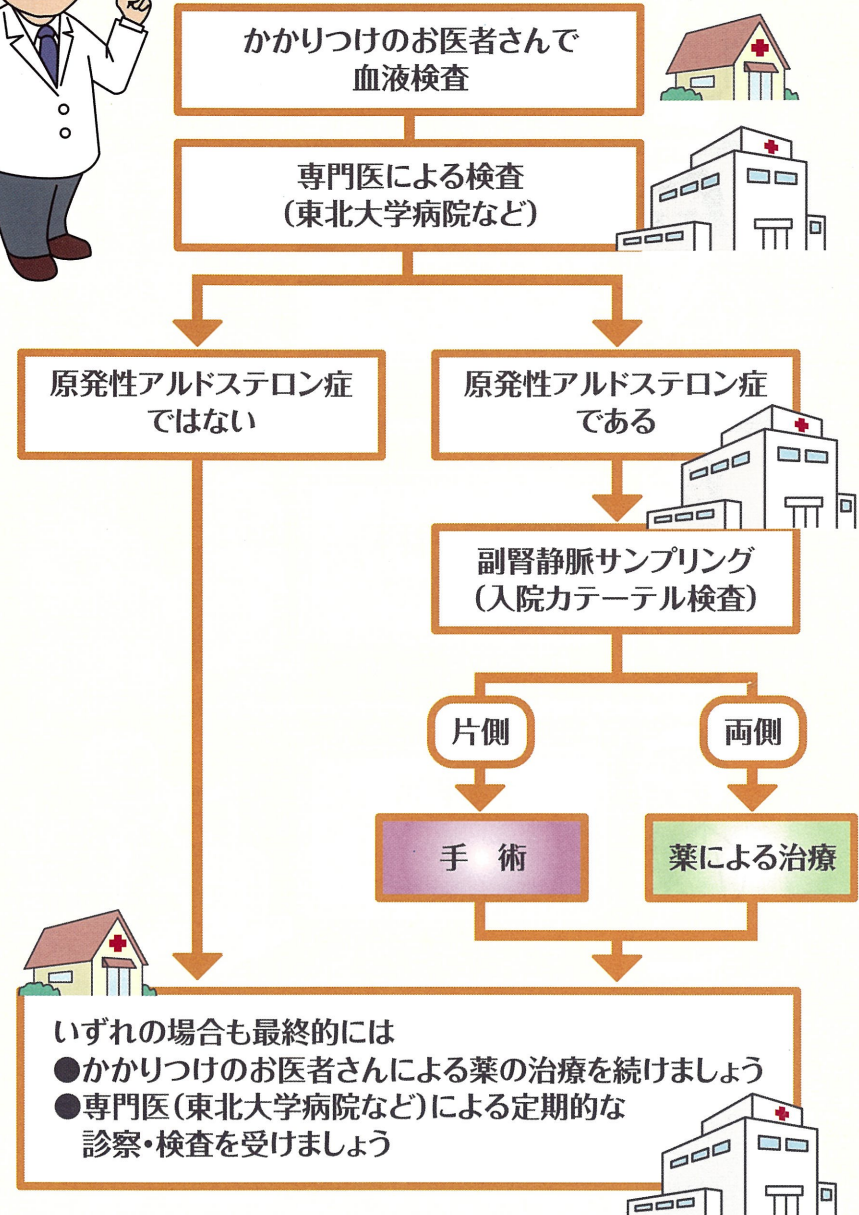 かかりつけのお医者さんで
血液検査
専門医による検査
(東北大学病院など)
原発性アルドステロン症
ではない
原発性アルドステロン症
である
副腎静脈サンプリング
(入院カテーテル検査)
片側
両側
手 術
薬による治療
いずれの場合も最終的には
●かかりつけのお医者さんによる薬の治療を続けましょう
●専門医(東北大学病院など)による定期的な
診察・検査を受けましょう